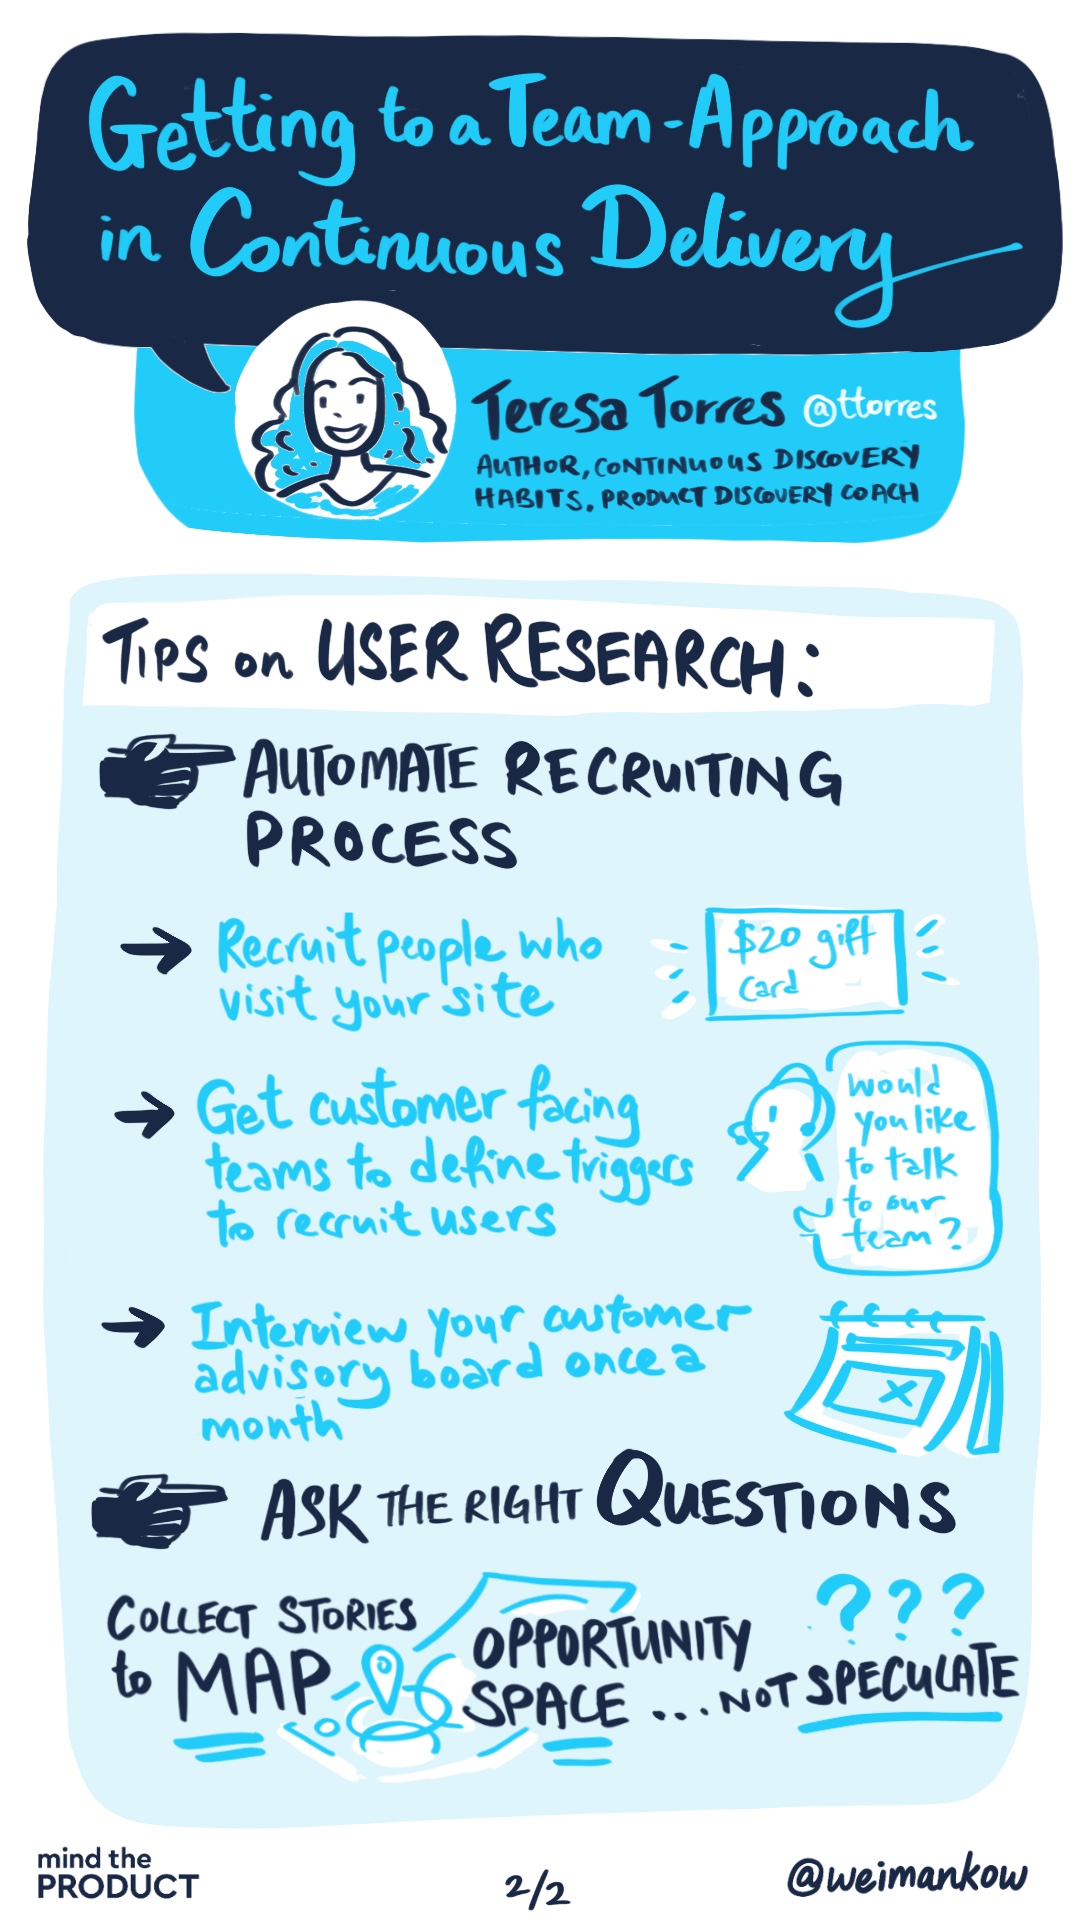 Getting to a Team-Approach
in Continuous Delivery
Teresa Torres @ttorres
AUTHOR, CONTINUOUS DISCOVERY
HABITS, PRODUCT DISCOVERY COACH
TIPS on USER RESEARCH:
AUTOMATE RECRUITING
PROCESS
Recruit people who
visit your site
$20 gift
card
Get customer facing
teams to define triggers
to recruit users
would
you like
to talk
to our
team?
Interview your customer
advisory board once a
month
ASK THE RIGHT QUESTIONS
COLLECT STORIES
to MAP
OPPORTUNITY
SPACE ... NOT SPECULATE
???
mind the
PRODUCT
2/2
@weimankow